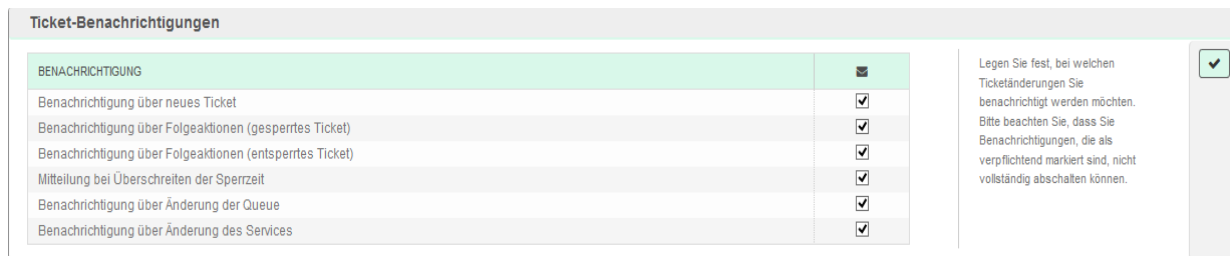 Ticket-Benachrichtigungen
BENACHRICHTIGUNG
Benachrichtigung über neues Ticket
Benachrichtigung über Folgeaktionen (gesperrtes Ticket)
Benachrichtigung über Folgeaktionen (entsperrtes Ticket)
Mitteilung bei Überschreiten der Sperrzeit
Benachrichtigung über Änderung der Queue
Benachrichtigung über Änderung des Services
Legen Sie fest, bei welchen
Ticketänderungen Sie
benachrichtigt werden möchten.
Bitte beachten Sie, dass Sie
Benachrichtigungen, die als
verpflichtend markiert sind, nicht
vollständig abschalten können.